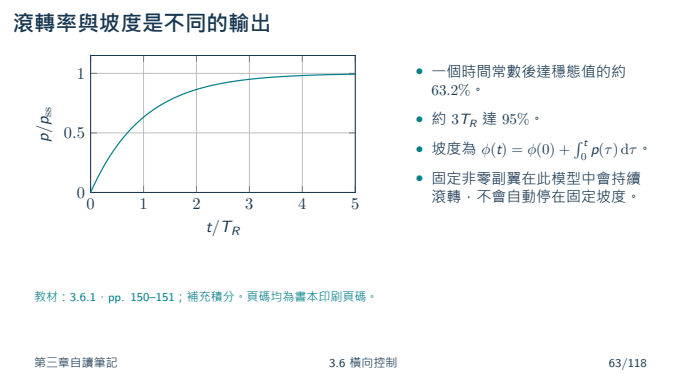 滾轉率與坡度是不同的輸出
p/pss
1
0.5
0
0 1 2 3 4 5
t/TR
• 一個時間常數後達穩態值的約
63.2%。
• 約 3TR 達 95%。
• 坡度為 ϕ(t) = ϕ(0) + ∫₀ᵗ p(τ) dτ。
• 固定非零副翼在此模型中會持續
滾轉，不會自動停在固定坡度。
教材：3.6.1，pp. 150–151；補充積分。頁碼均為書本印刷頁碼。
第三章自讀筆記 3.6 橫向控制 63/118